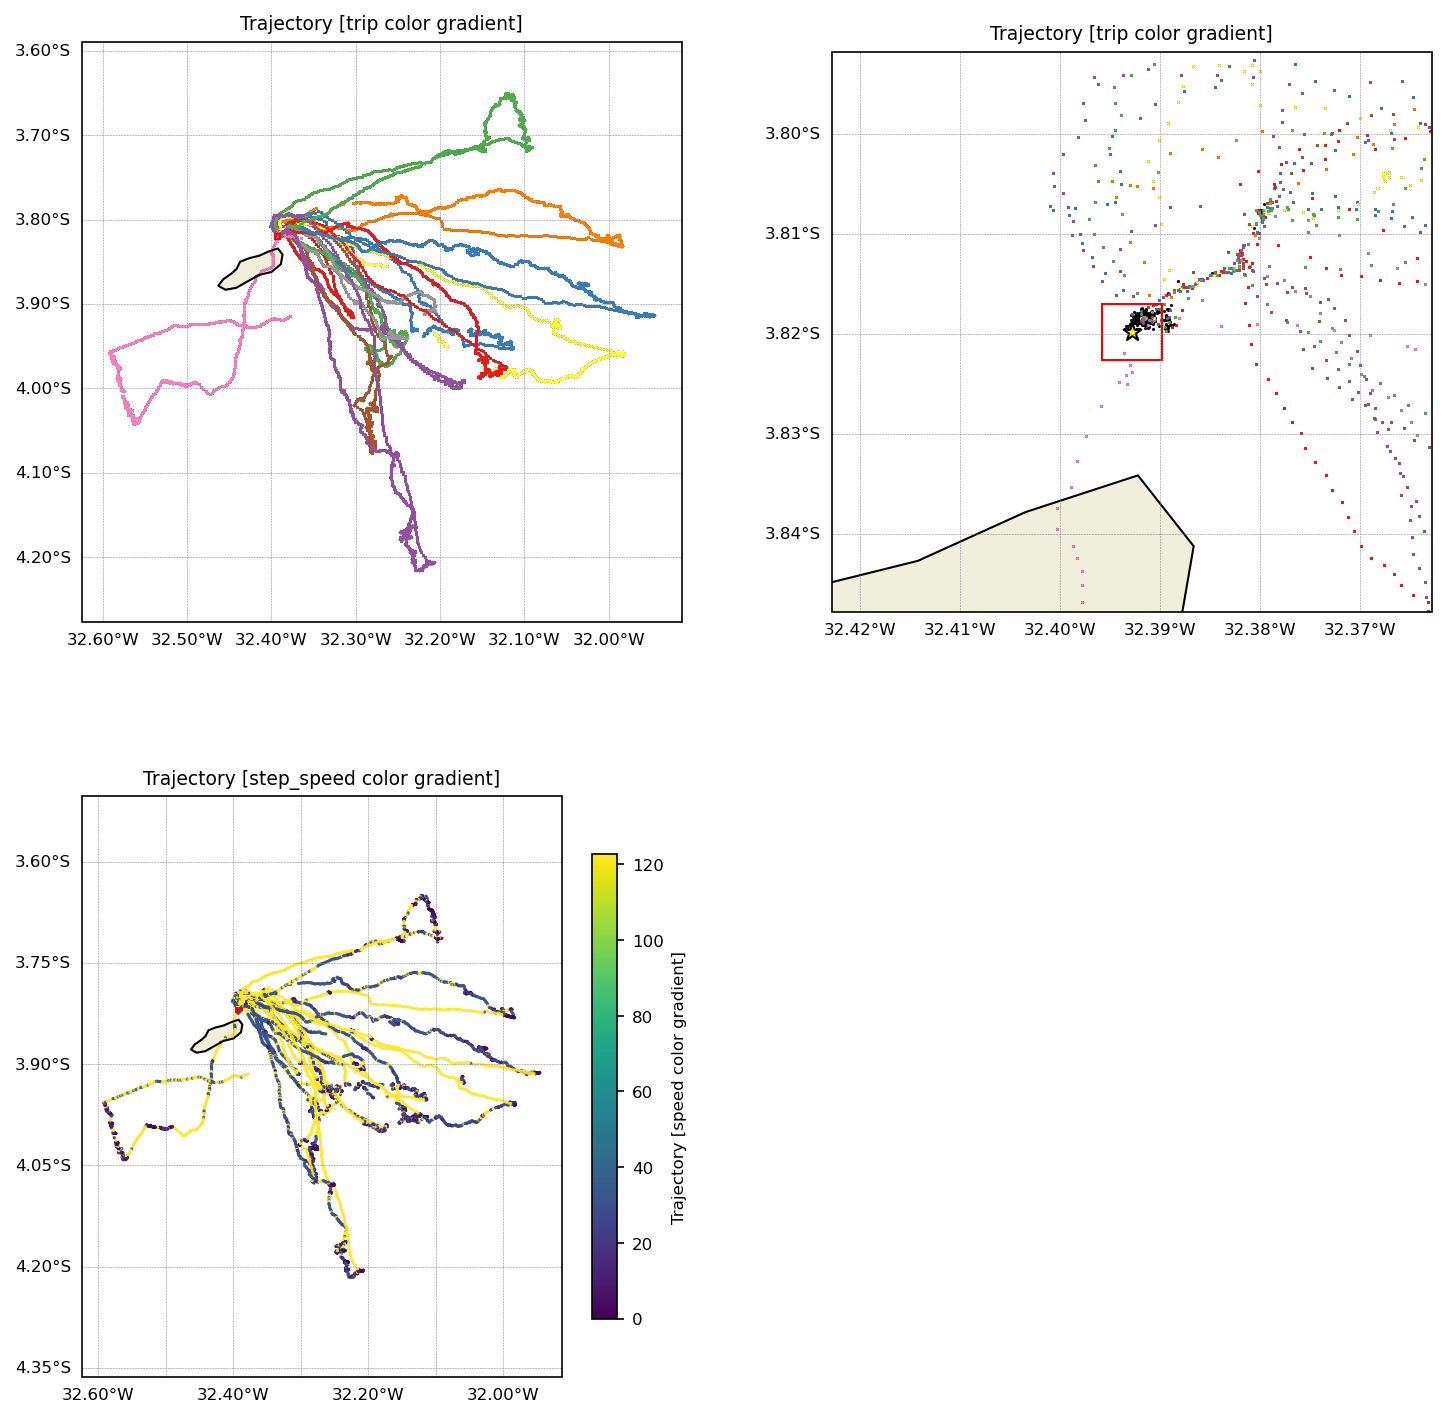 Trajectory [trip color gradient]
3.60°S
3.70°S
3.80°S
3.90°S
4.00°S
4.10°S
4.20°S
32.60°W 32.50°W 32.40°W 32.30°W 32.20°W 32.10°W 32.00°W
Trajectory [trip color gradient]
3.80°S
3.81°S
3.82°S
3.83°S
3.84°S
32.42°W 32.41°W 32.40°W 32.39°W 32.38°W 32.37°W
Trajectory [step_speed color gradient]
3.60°S
3.75°S
3.90°S
4.05°S
4.20°S
4.35°S
32.60°W 32.40°W 32.20°W 32.00°W
120
100
80
60
40
20
0
Trajectory [speed color gradient]